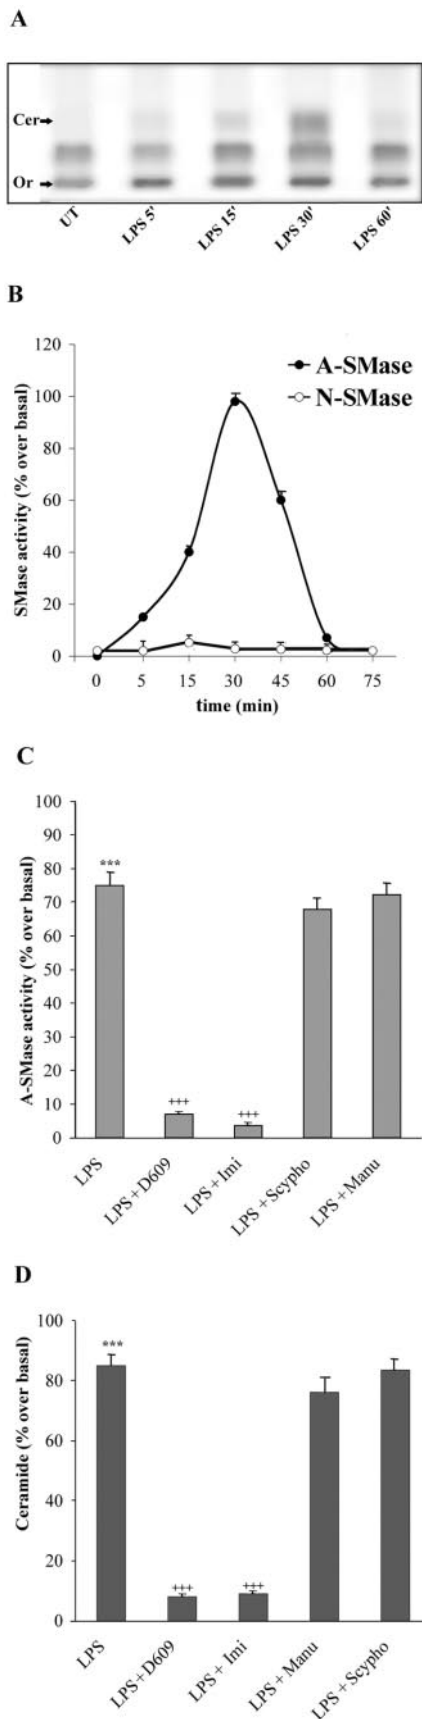 A
Cer
Or
UT
LPS 5'
LPS 15'
LPS 30'
LPS 60'
B
120
100
80
60
40
20
0
SMase activity (% over basal)
A-SMase
N-SMase
0 5 15 30 45 60 75
time (min)
C
100
90
80
70
60
50
40
30
20
10
0
A-SMase activity (% over basal)
***
+++
+++
LPS
LPS + D609
LPS + Imi
LPS + Scypho
LPS + Manu
D
100
80
60
40
20
0
Ceramide (% over basal)
***
+++
+++
LPS
LPS + D609
LPS + Imi
LPS + Manu
LPS + Scypho